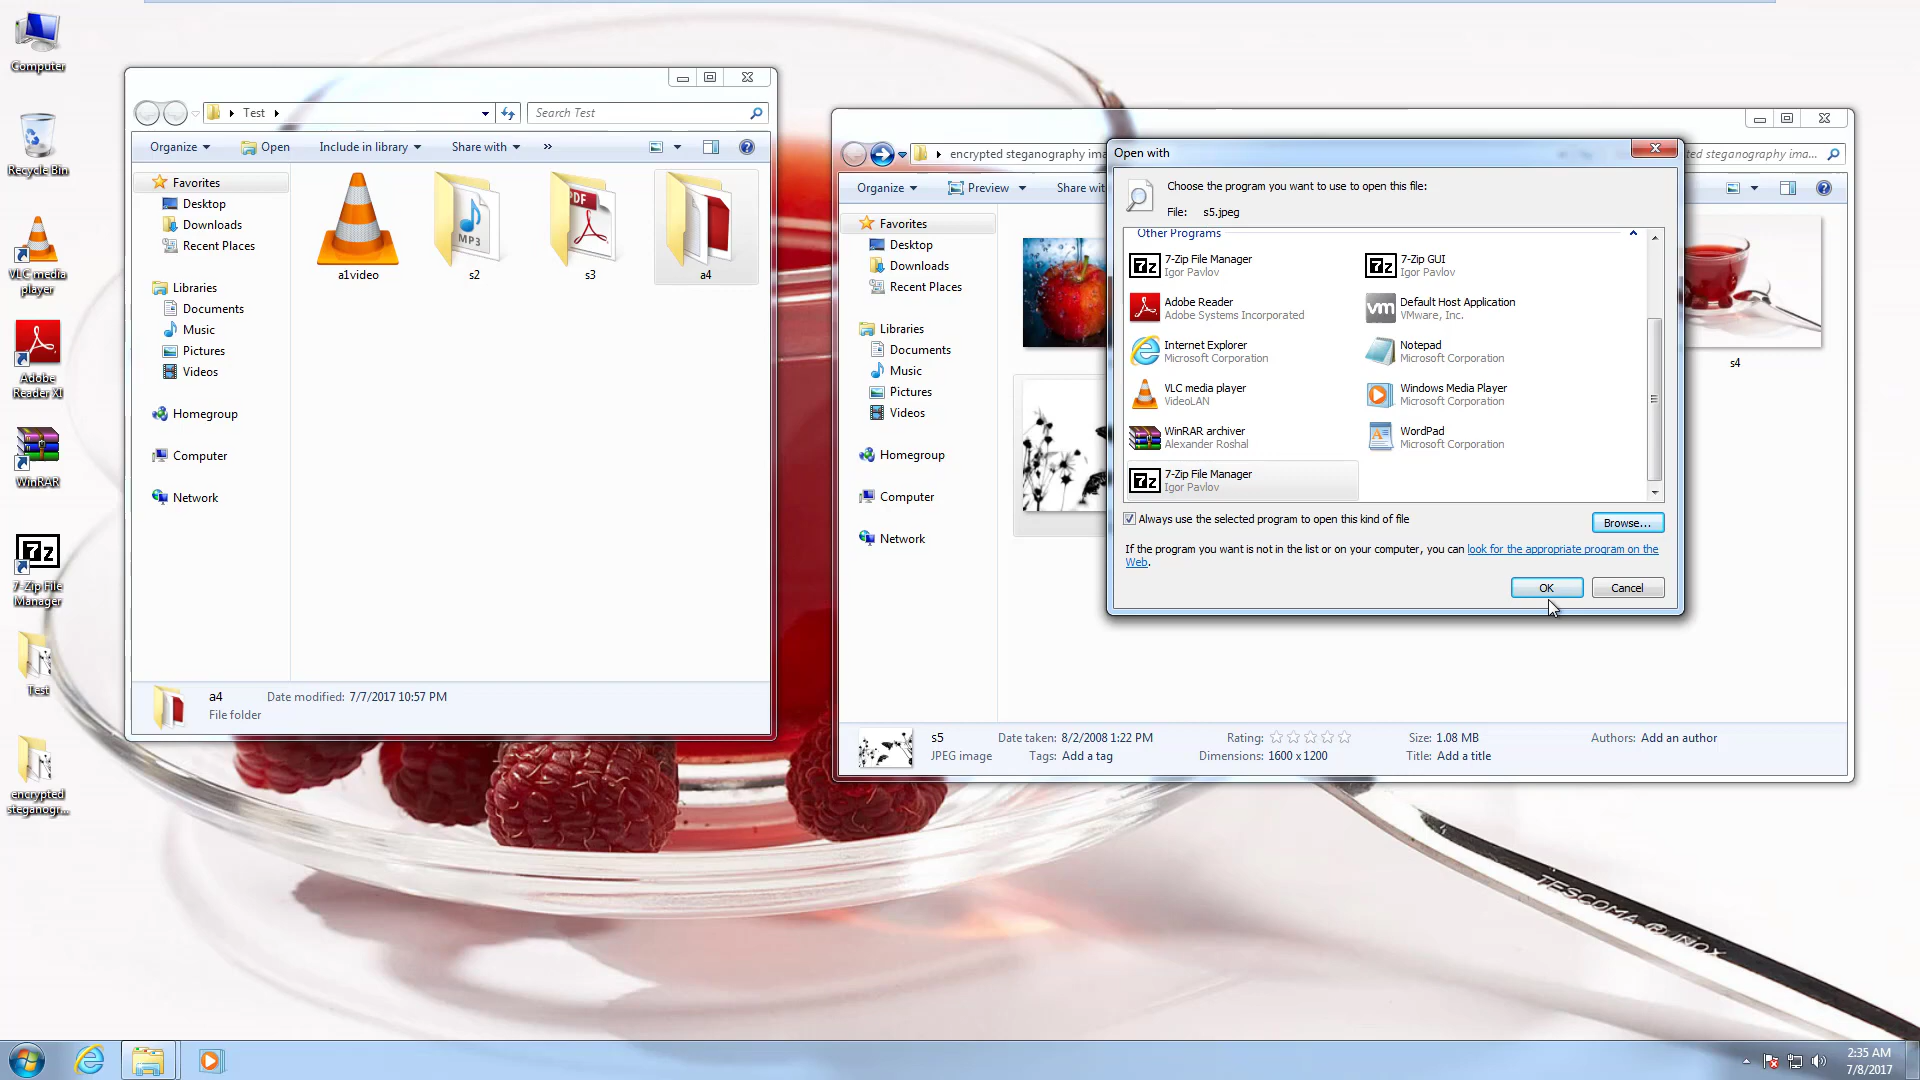 Computer
Recycle Bin
VLC media
player
Adobe
Reader XI
WinRAR
7-Zip File
Manager
Test
encrypted
steganogr...
Test
Search Test
Organize
Open
Include in library
Share with
»
Favorites
Desktop
Downloads
Recent Places
Libraries
Documents
Music
Pictures
Videos
Homegroup
Computer
Network
a1video
MP3
s2
PDF
s3
a4
a4
Date modified: 7/7/2017 10:57 PM
File folder
encrypted steganography ima
ted steganography ima...
Organize
Preview
Share wit
Favorites
Desktop
Downloads
Recent Places
Libraries
Documents
Music
Pictures
Videos
Homegroup
Computer
Network
s4
s5
Date taken: 8/2/2008 1:22 PM
Rating:
Size: 1.08 MB
Authors: Add an author
JPEG image
Tags: Add a tag
Dimensions: 1600 x 1200
Title: Add a title
Open with
Choose the program you want to use to open this file:
File: s5.jpeg
Other Programs
7-Zip File Manager
Igor Pavlov
7-Zip GUI
Igor Pavlov
Adobe Reader
Adobe Systems Incorporated
Default Host Application
VMware, Inc.
Internet Explorer
Microsoft Corporation
Notepad
Microsoft Corporation
VLC media player
VideoLAN
Windows Media Player
Microsoft Corporation
WinRAR archiver
Alexander Roshal
WordPad
Microsoft Corporation
7-Zip File Manager
Igor Pavlov
Always use the selected program to open this kind of file
Browse...
If the program you want is not in the list or on your computer, you can look for the appropriate program on the
Web.
OK
Cancel
TESCOMA ® INOX
2:35 AM
7/8/2017